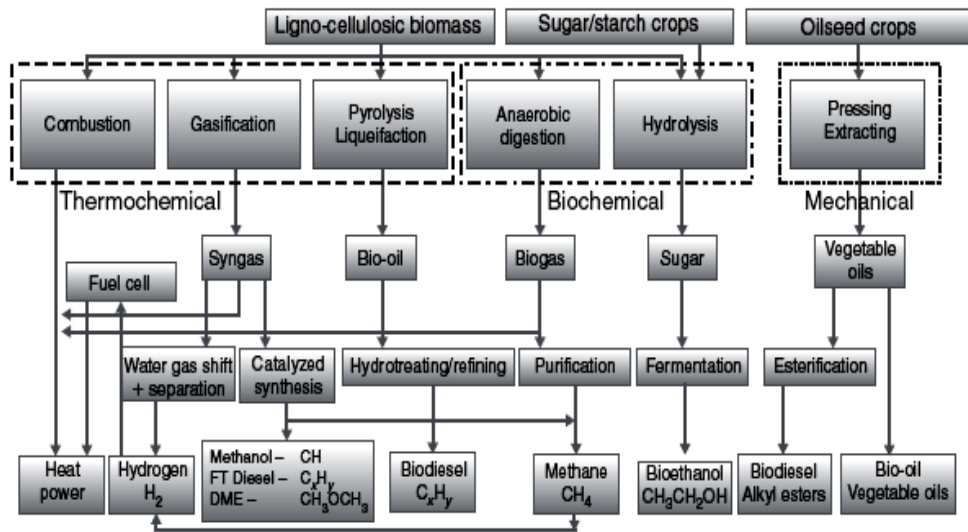 Ligno-cellulosic biomass
Sugar/starch crops
Oilseed crops
Combustion
Gasification
Pyrolysis
Liqueifaction
Anaerobic
digestion
Hydrolysis
Pressing
Extracting
Thermochemical
Biochemical
Mechanical
Syngas
Bio-oil
Biogas
Sugar
Vegetable
oils
Fuel cell
Water gas shift
+ separation
Catalyzed
synthesis
Hydrotreating/refining
Purification
Fermentation
Esterification
Heat
power
Hydrogen
H₂
Methanol – CH
FT Diesel – CₓHᵧ
DME – CH₃OCH₃
Biodiesel
CₓHᵧ
Methane
CH₄
Bioethanol
CH₃CH₂OH
Biodiesel
Alkyl esters
Bio-oil
Vegetable oils